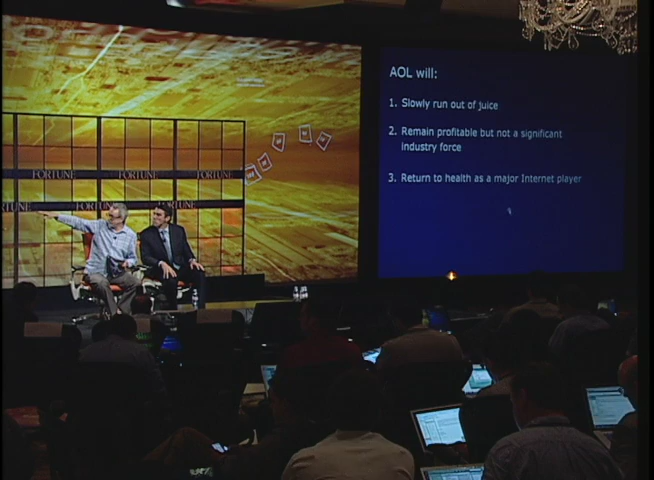 AOL will:
1. Slowly run out of juice
2. Remain profitable but not a significant
industry force
3. Return to health as a major Internet player
FORTUNE FORTUNE FORTUNE
FORTUNE